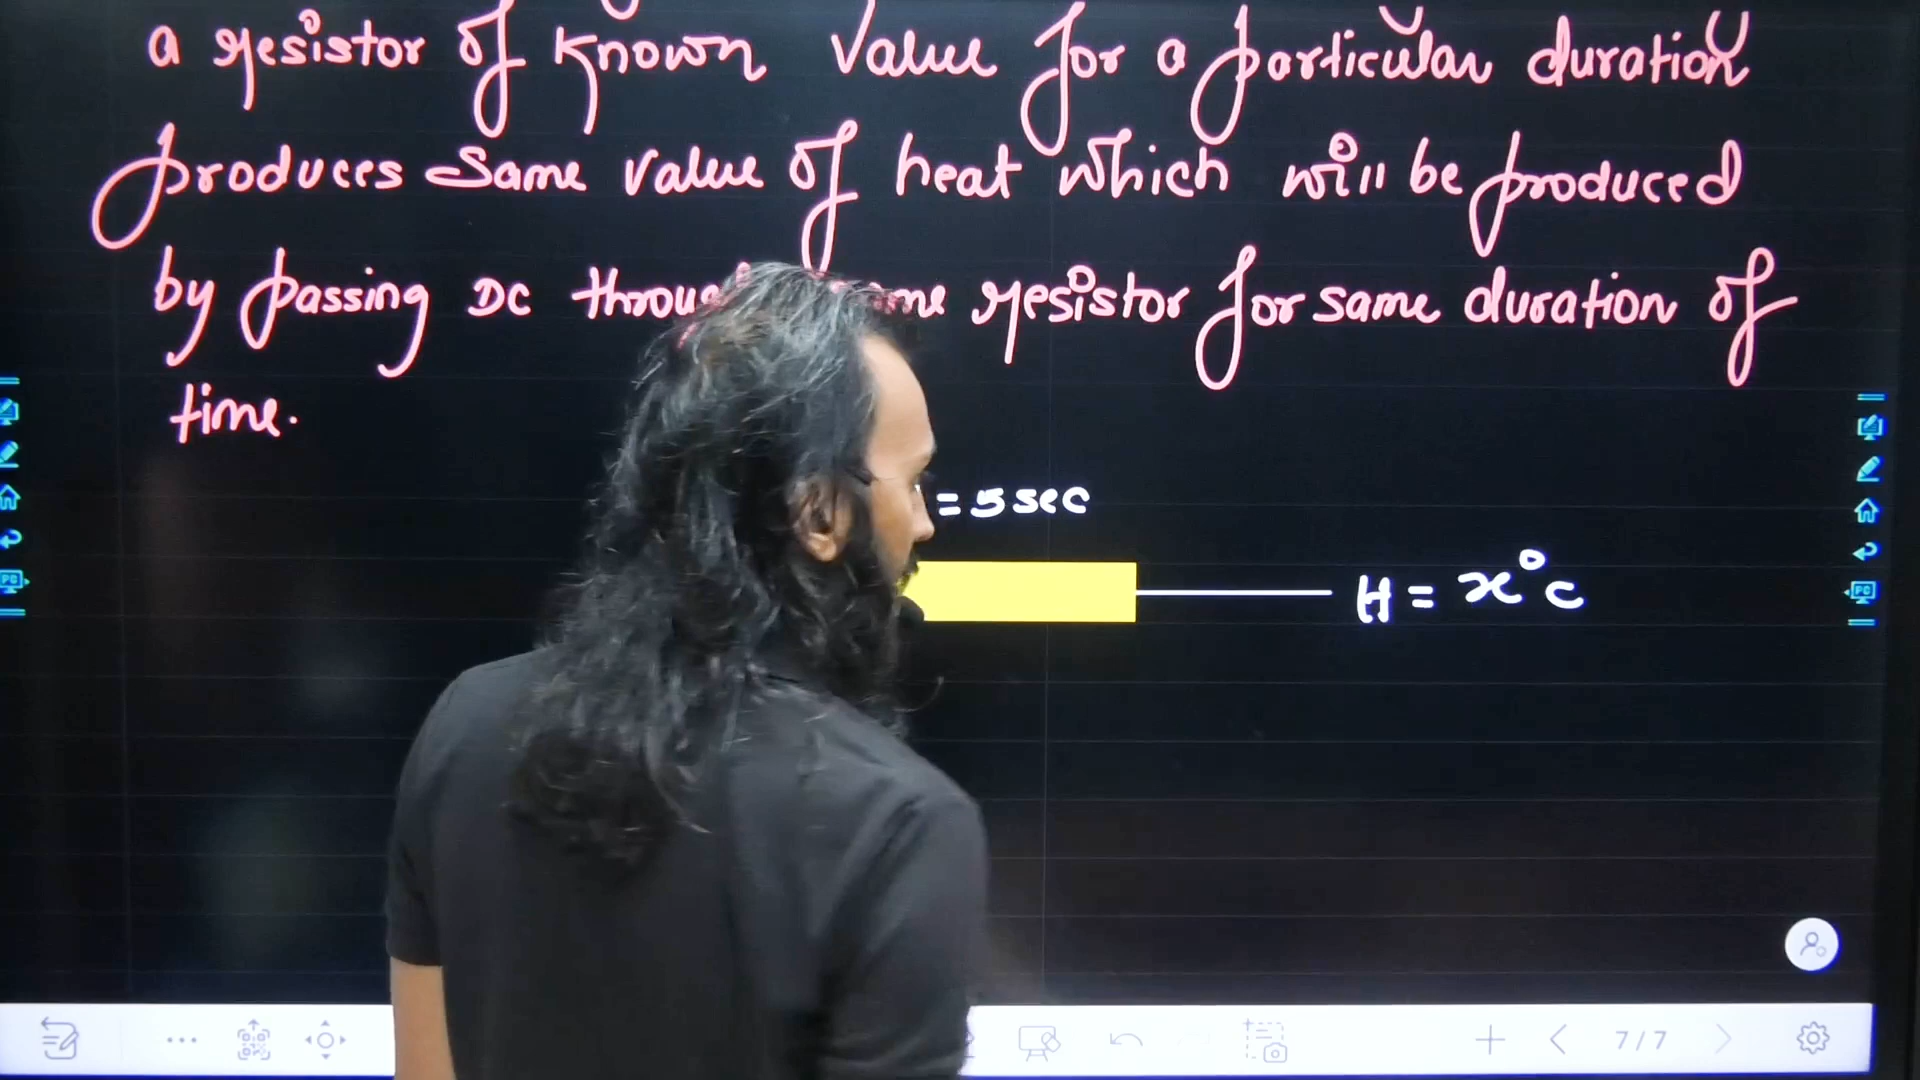 a resistor of known value for a particular duration
produces same value of heat which will be produced
by passing DC resistor for same duration of
time.
= 5 sec
H = x°c
7/7